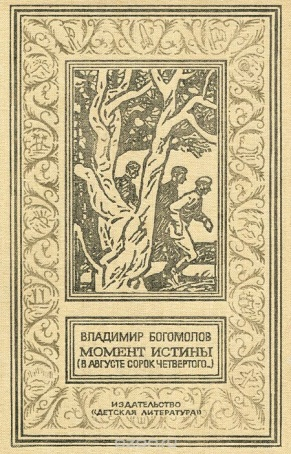 ВЛАДИМИР БОГОМОЛОВ
МОМЕНТ ИСТИНЫ
(В АВГУСТЕ СОРОК ЧЕТВЕРТОГО...)
ИЗДАТЕЛЬСТВО
«ДЕТСКАЯ ЛИТЕРАТУРА»